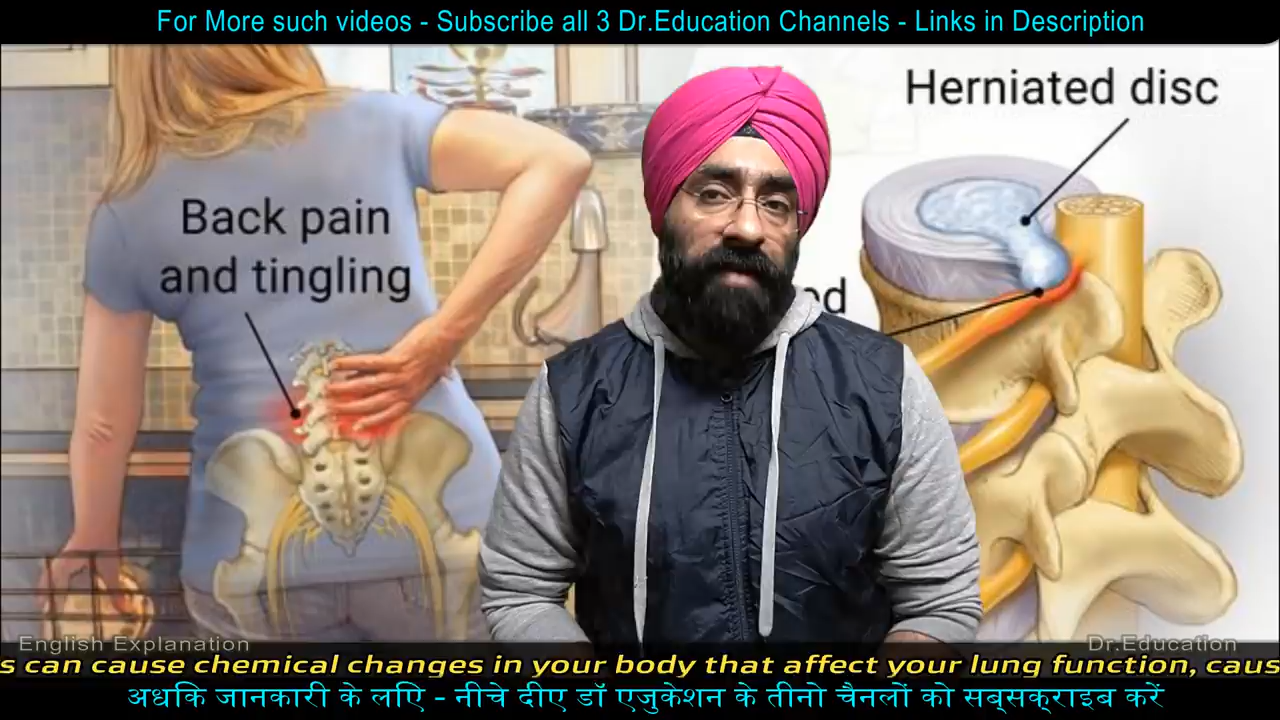 For More such videos - Subscribe all 3 Dr.Education Channels - Links in Description
Herniated disc
Back pain
and tingling
English Explanation
Dr.Education
can cause chemical changes in your body that affect your lung function,
अधकि जानकारी के लएि - नीचे दीए डॉ एजुकेशन के तीनो चैनलों को सब्सक्राइब करें